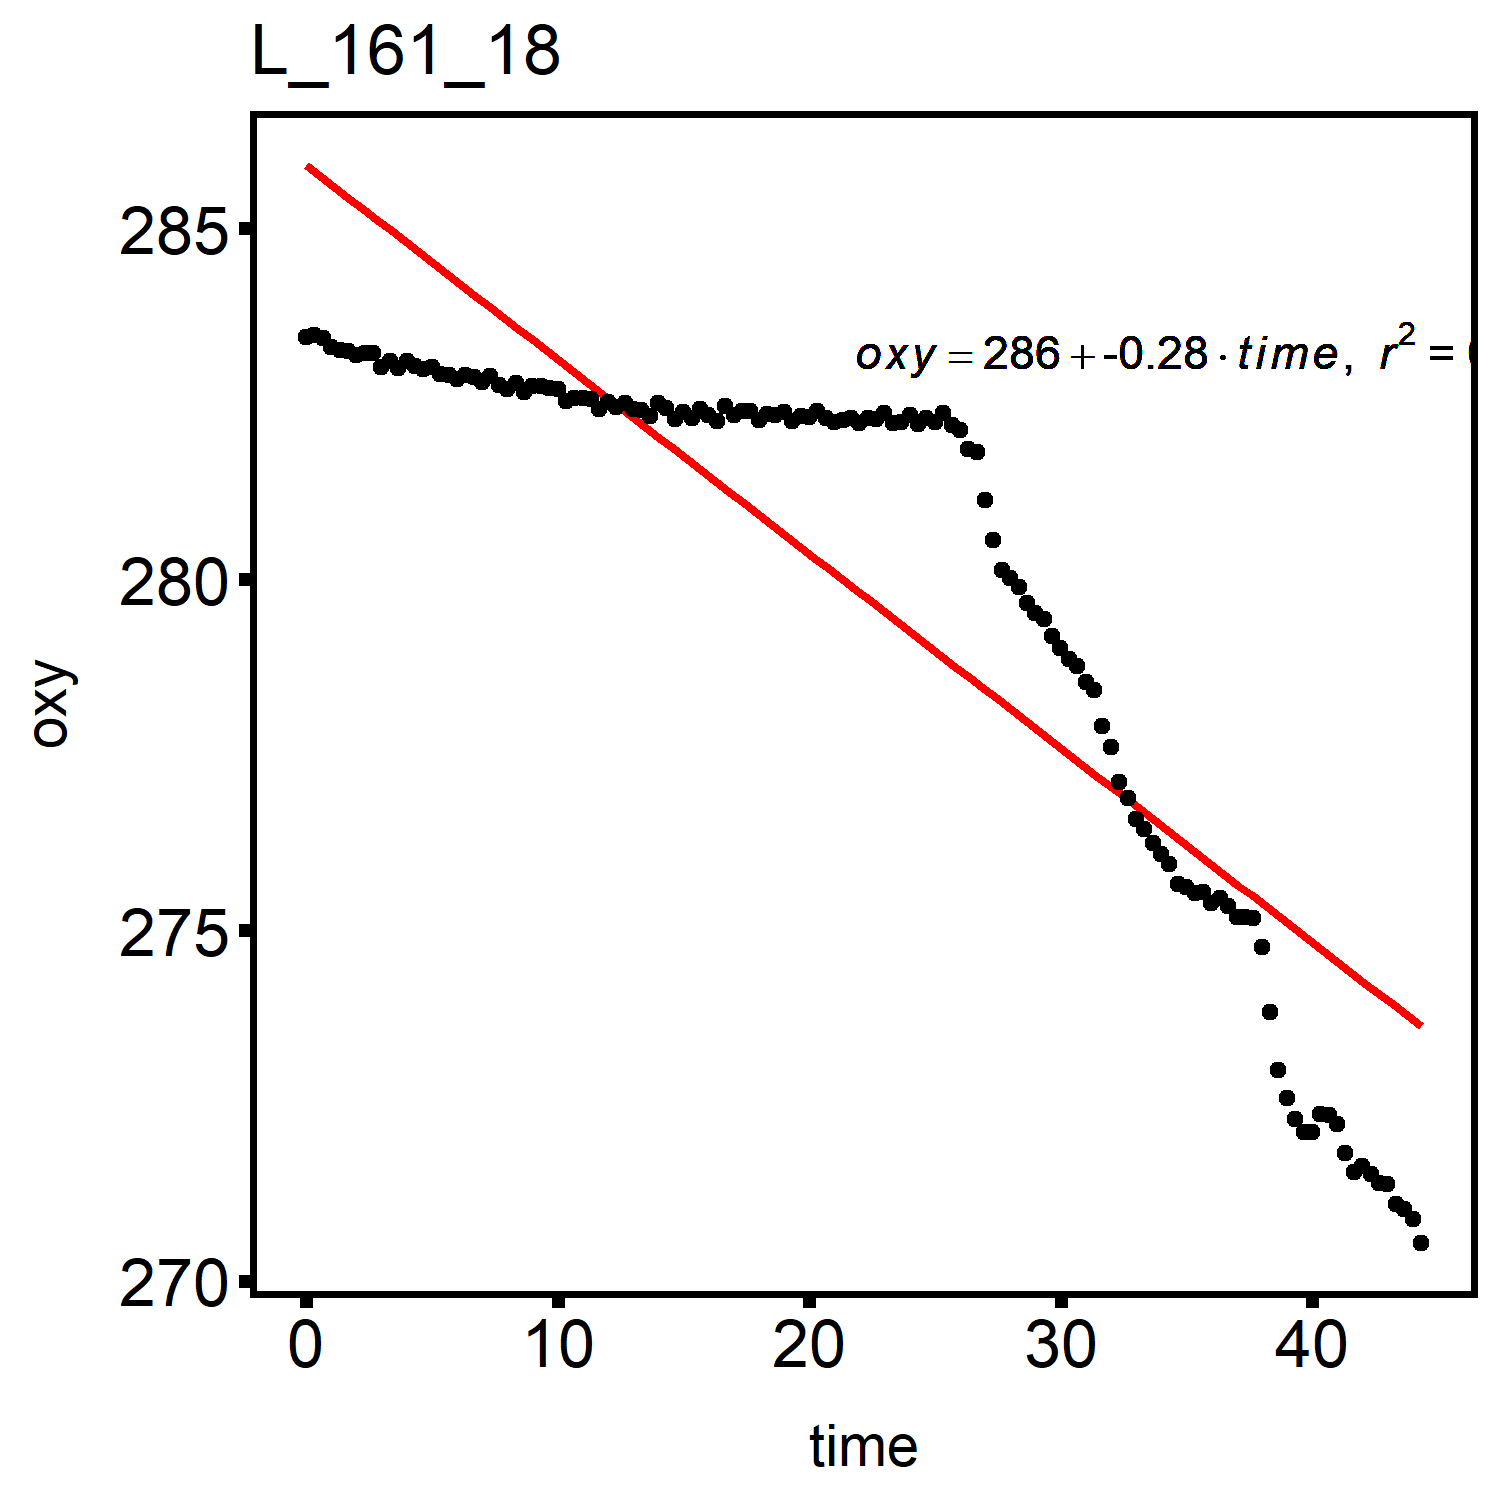 L_161_18
oxy = 286 + -0.28 · time, r² =
285
280
275
270
oxy
0 10 20 30 40
time